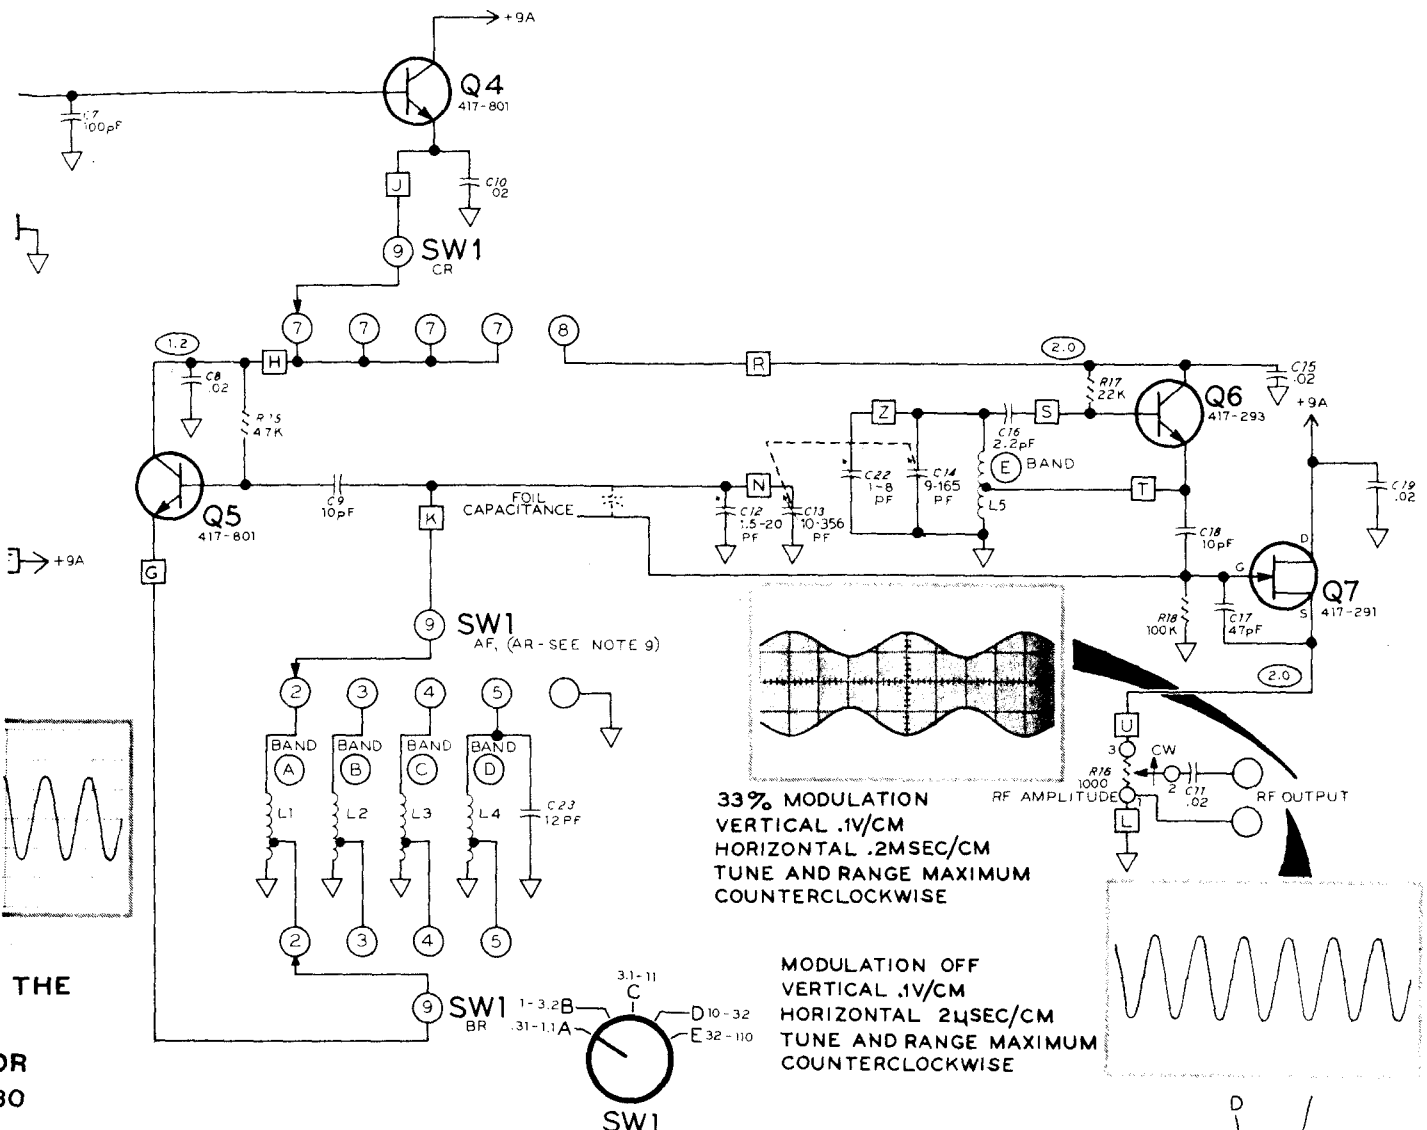 +9A
Q4
417-801
C7
100pF
J
C10
.02
9
SW1
CR
7
7
7
7
8
1.2
H
C8
.02
R15
47K
R
2.0
R17
22K
C15
.02
+9A
Q6
417-293
Z
C16
2.2pF
S
E
BAND
C22
1-8
PF
C14
9-165
PF
L5
T
C19
.02
Q5
417-801
C9
10pF
K
FOIL
CAPACITANCE
N
C12
1.5-20
PF
C13
10-356
PF
C18
10pF
D
G
S
Q7
417-291
+9A
G
R18
100K
C17
47pF
9
SW1
AF, (AR-SEE NOTE 9)
2.0
2
3
4
5
BAND
A
BAND
B
BAND
C
BAND
D
L1
L2
L3
L4
C23
12PF
U
3
CW
R16
1000
2
C11
.02
RF AMPLITUDE
1
RF OUTPUT
L
33% MODULATION
VERTICAL .1V/CM
HORIZONTAL .2MSEC/CM
TUNE AND RANGE MAXIMUM
COUNTERCLOCKWISE
2
3
4
5
9
SW1
BR
3.1-11
C
1-3.2B
.31-1.1A
D10-32
E32-110
SW1
MODULATION OFF
VERTICAL .1V/CM
HORIZONTAL 2μSEC/CM
TUNE AND RANGE MAXIMUM
COUNTERCLOCKWISE
THE
OR
30
D